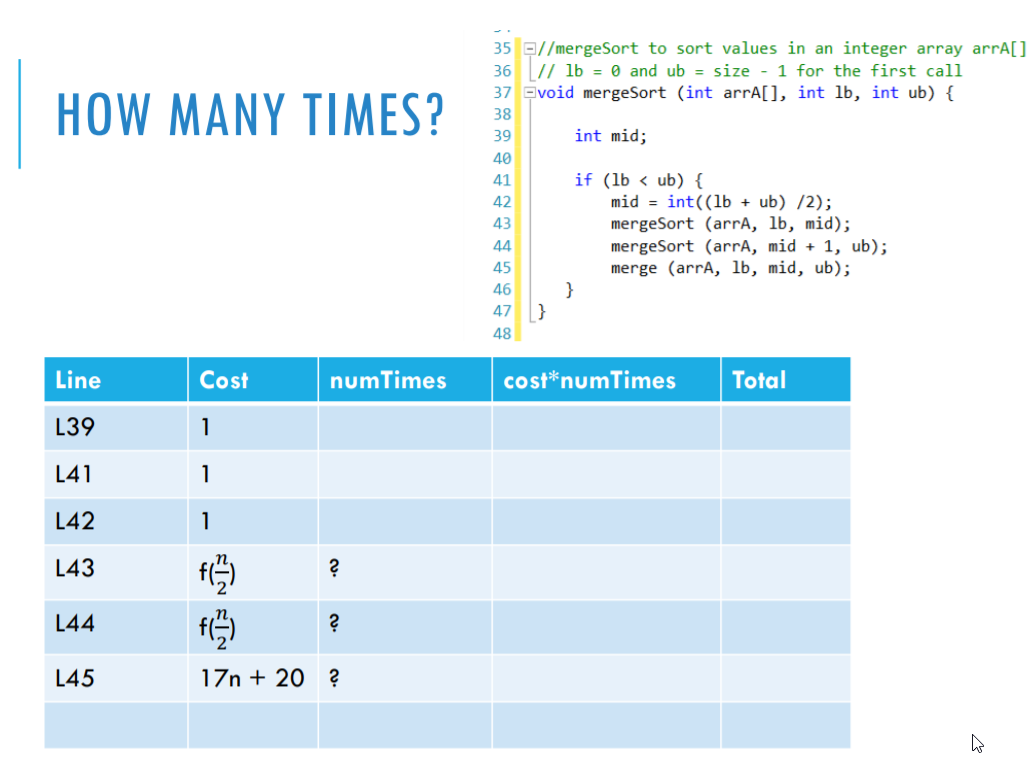 HOW MANY TIMES?
35 //mergeSort to sort values in an integer array arrA[]
36 // lb = 0 and ub = size - 1 for the first call
37 void mergeSort (int arrA[], int lb, int ub) {
38
39 int mid;
40
41 if (lb < ub) {
42 mid = int((lb + ub) /2);
43 mergeSort (arrA, lb, mid);
44 mergeSort (arrA, mid + 1, ub);
45 merge (arrA, lb, mid, ub);
46 }
47 }
48
Line Cost numTimes cost*numTimes Total
L39 1
L41 1
L42 1
L43 f(n/2) ?
L44 f(n/2) ?
L45 17n + 20 ?